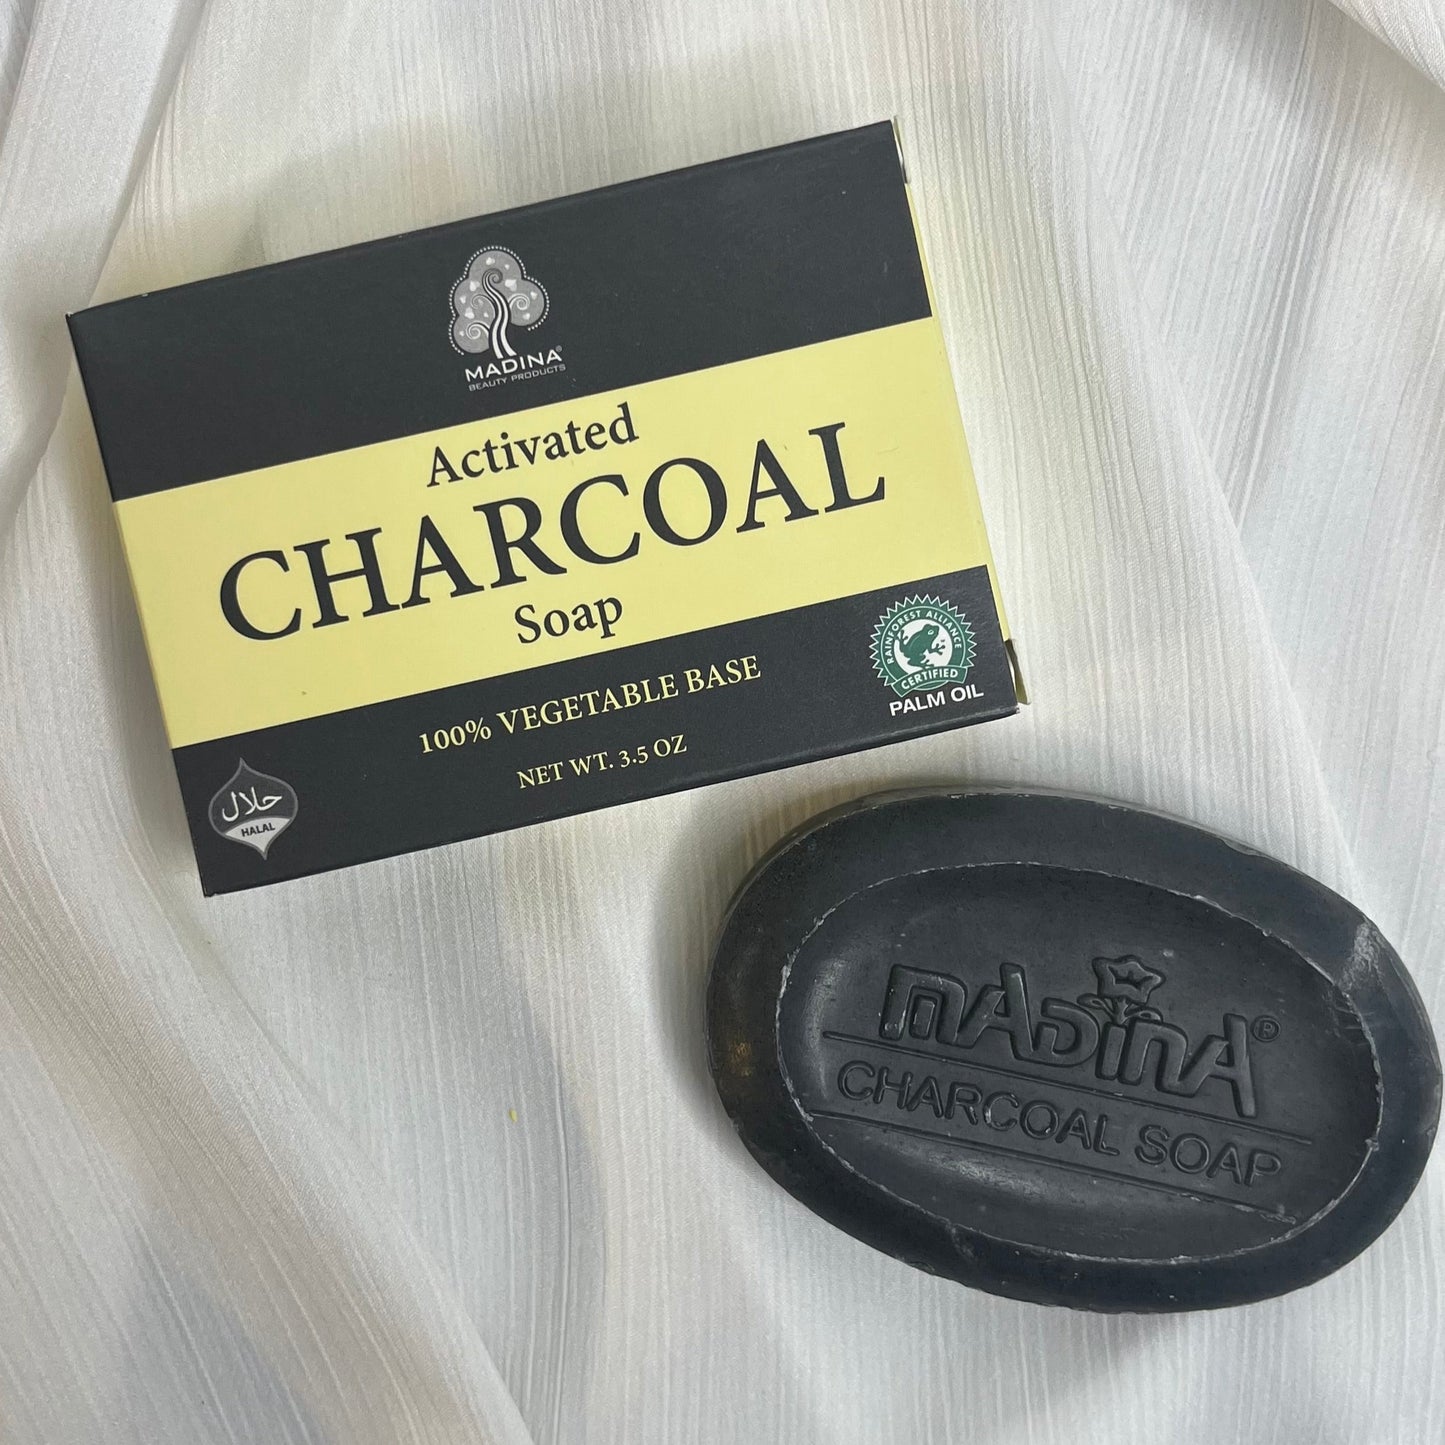 MADINA®
BEAUTY PRODUCTS
Activated
CHARCOAL
Soap
100% VEGETABLE BASE
NET WT. 3.5 OZ
حلال
HALAL
RAINFOREST ALLIANCE
CERTIFIED
PALM OIL
MADINA®
CHARCOAL SOAP